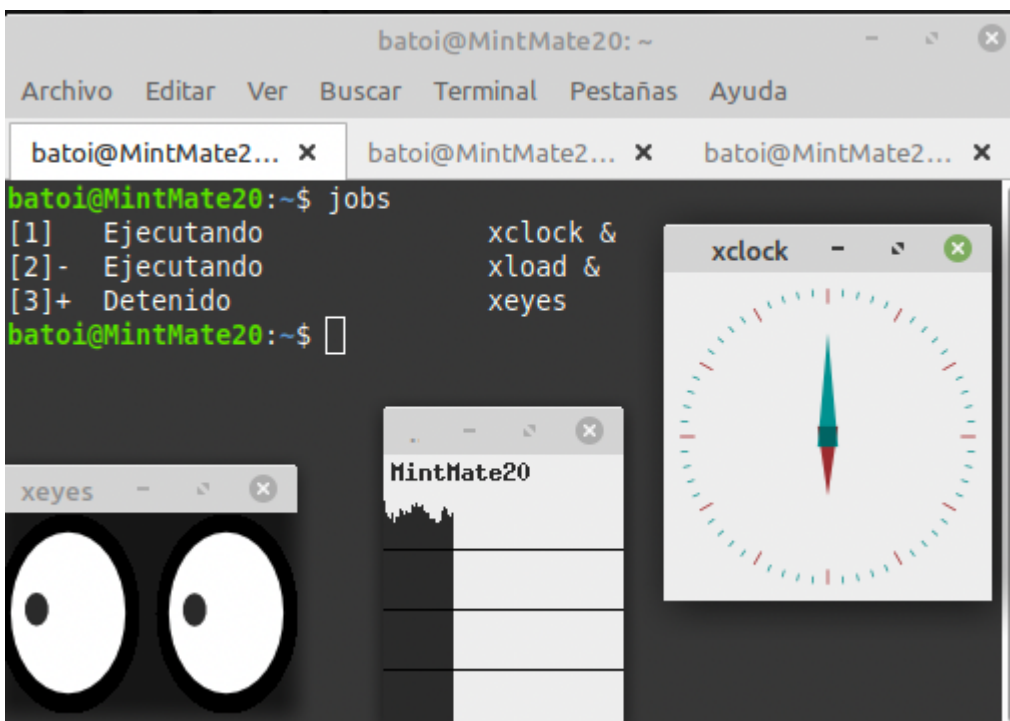 batoi@MintMate20: ~
Archivo Editar Ver Buscar Terminal Pestañas Ayuda
batoi@MintMate2... batoi@MintMate2... batoi@MintMate2...
batoi@MintMate20:~$ jobs
[1] Ejecutando xclock &
[2]- Ejecutando xload &
[3]+ Detenido xeyes
batoi@MintMate20:~$
xclock
MintMate20
xeyes